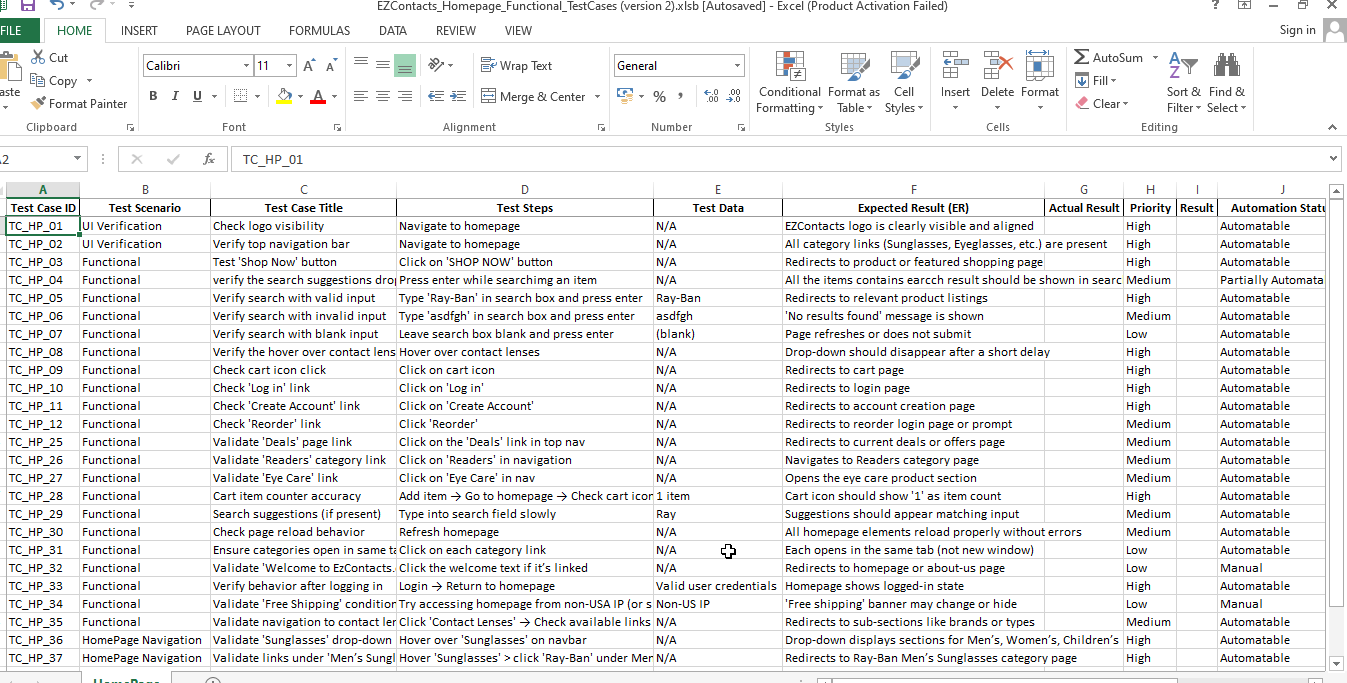 EZContacts_Homepage_Functional_TestCases (version 2).xlsb [Autosaved] - Excel (Product Activation Failed)
FILE HOME INSERT PAGE LAYOUT FORMULAS DATA REVIEW VIEW Sign in
Cut
Copy
Format Painter
Clipboard
Calibri 11
B I U
Font
Wrap Text
Merge & Center
Alignment
General
Number
Conditional Formatting
Format as Table
Cell Styles
Styles
Insert Delete Format
Cells
AutoSum
Fill
Clear
Sort & Filter
Find & Select
Editing
TC_HP_01
A B C D E F G H I J
Test Case ID Test Scenario Test Case Title Test Steps Test Data Expected Result (ER) Actual Result Priority Result Automation Statu
TC_HP_01 UI Verification Check logo visibility Navigate to homepage N/A EZContacts logo is clearly visible and aligned High Automatable
TC_HP_02 UI Verification Verify top navigation bar Navigate to homepage N/A All category links (Sunglasses, Eyeglasses, etc.) are present High Automatable
TC_HP_03 Functional Test 'Shop Now' button Click on 'SHOP NOW' button N/A Redirects to product or featured shopping page High Automatable
TC_HP_04 Functional verify the search suggestions dro Press enter while searching an item N/A All the items contains earcch result should be shown in searc Medium Partially Automata
TC_HP_05 Functional Verify search with valid input Type 'Ray-Ban' in search box and press enter Ray-Ban Redirects to relevant product listings High Automatable
TC_HP_06 Functional Verify search with invalid input Type 'asdfgh' in search box and press enter asdfgh 'No results found' message is shown Medium Automatable
TC_HP_07 Functional Verify search with blank input Leave search box blank and press enter (blank) Page refreshes or does not submit Low Automatable
TC_HP_08 Functional Verify the hover over contact lens Hover over contact lenses N/A Drop-down should disappear after a short delay High Automatable
TC_HP_09 Functional Check cart icon click Click on cart icon N/A Redirects to cart page High Automatable
TC_HP_10 Functional Check 'Log in' link Click on 'Log in' N/A Redirects to login page High Automatable
TC_HP_11 Functional Check 'Create Account' link Click on 'Create Account' N/A Redirects to account creation page High Automatable
TC_HP_12 Functional Check 'Reorder' link Click 'Reorder' N/A Redirects to reorder login page or prompt Medium Automatable
TC_HP_25 Functional Validate 'Deals' page link Click on the 'Deals' link in top nav N/A Redirects to current deals or offers page Medium Automatable
TC_HP_26 Functional Validate 'Readers' category link Click on 'Readers' in navigation N/A Navigates to Readers category page Medium Automatable
TC_HP_27 Functional Validate 'Eye Care' link Click on 'Eye Care' in nav N/A Opens the eye care product section Medium Automatable
TC_HP_28 Functional Cart item counter accuracy Add item → Go to homepage → Check cart icon 1 item Cart icon should show '1' as item count High Automatable
TC_HP_29 Functional Search suggestions (if present) Type into search field slowly Ray Suggestions should appear matching input Medium Automatable
TC_HP_30 Functional Check page reload behavior Refresh homepage N/A All homepage elements reload properly without errors Medium Automatable
TC_HP_31 Functional Ensure categories open in same ta Click on each category link N/A Each opens in the same tab (not new window) Low Automatable
TC_HP_32 Functional Validate 'Welcome to EzContacts. Click the welcome text if it’s linked N/A Redirects to homepage or about-us page Low Manual
TC_HP_33 Functional Verify behavior after logging in Login → Return to homepage Valid user credentials Homepage shows logged-in state High Automatable
TC_HP_34 Functional Validate 'Free Shipping' condition Try accessing homepage from non-USA IP (or s Non-US IP 'Free shipping' banner may change or hide Low Manual
TC_HP_35 Functional Validate navigation to contact ler Click 'Contact Lenses' → Check available links N/A Redirects to sub-sections like brands or types Medium Automatable
TC_HP_36 HomePage Navigation Validate 'Sunglasses' drop-down Hover over 'Sunglasses' on navbar N/A Drop-down displays sections for Men’s, Women’s, Children’s High Automatable
TC_HP_37 HomePage Navigation Validate links under 'Men’s Sungl Hover 'Sunglasses' > click 'Ray-Ban' under Men N/A Redirects to Ray-Ban Men’s Sunglasses category page High Automatable
HomePage